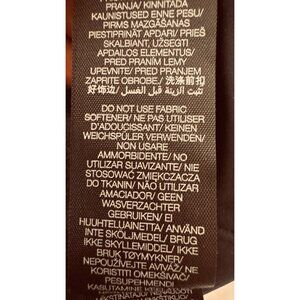 PRANJA/ KINNITADA
KAUNISTUSED ENNE PESU/
PIRMS MAZGĀŠANAS
PIESTIPRINĀT APDARI/ PRIEŠ
SKALBIANT, UŽSEGTI
APDAILOS ELEMENTUS/
PRED PRANÍM LEMY
UPEVNITE/ PRED PRANJEM
ZAPRITE OBROBE/ 洗涤前扣
好饰边/ تثبت الزينة قبل الغسل
DO NOT USE FABRIC
SOFTENER/ NE PAS UTILISER
D'ADOUCISSANT/ KEINEN
WEICHSPÜLER VERWENDEN/
NON USARE
AMMORBIDENTE/ NO
UTILIZAR SUAVIZANTE/ NIE
STOSOWAĆ ZMIĘKCZACZA
DO TKANIN/ NÃO UTILIZAR
AMACIADOR/ GEEN
WASVERZACHTER
GEBRUIKEN/ EI
HUUHTELUAINETTA/ ANVÄND
INTE SKÖLJMEDEL/ BRUG
IKKE SKYLLEMIDDEL/ IKKE
BRUK TØYMYKNER/
NEPOUŽÍVEJTE AVIVÁŽ/ NE
KORISTITI OMEKŠIVAČ/
PESUPEHMENDI
KASUTAMINE